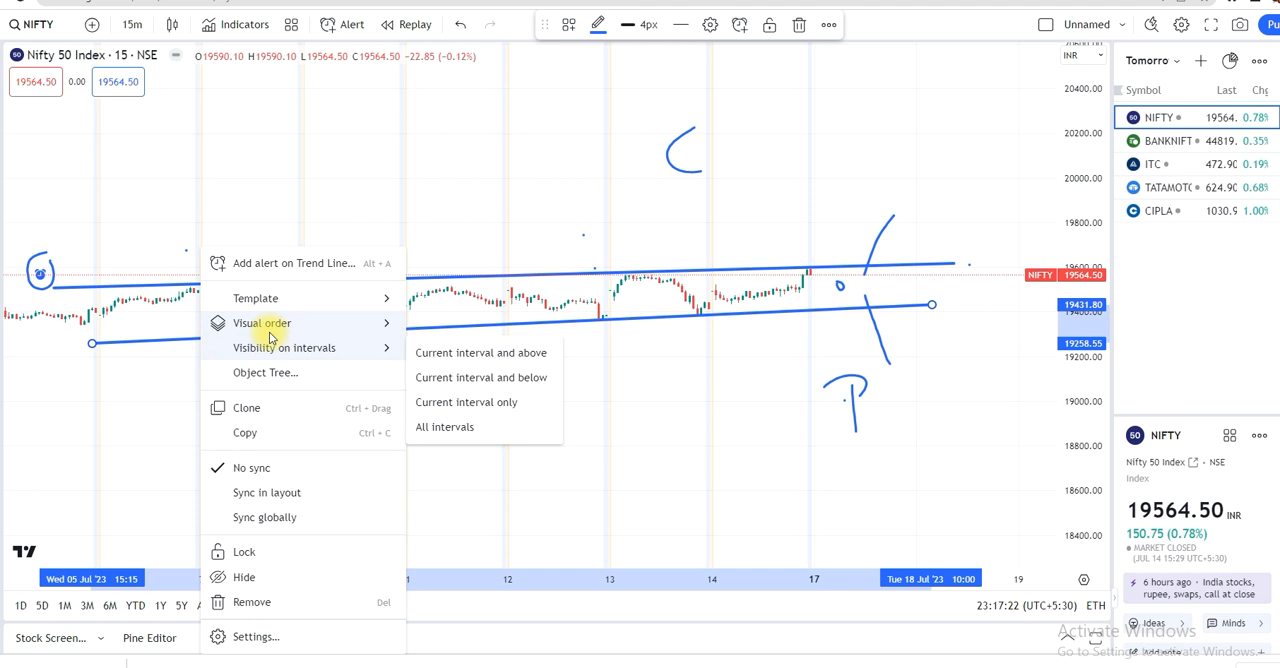 NIFTY 15m Indicators Alert Replay 4px Unnamed Pu
50 Nifty 50 Index · 15 · NSE O19590.10 H19590.10 L19564.50 C19564.50 −22.85 (−0.12%)
19564.50 0.00 19564.50
INR
20400.00
20200.00
20000.00
19800.00
19600.00
NIFTY 19564.50
19431.80
19400.00
19258.55
19200.00
19000.00
18800.00
18600.00
18400.00
C
P
Add alert on Trend Line... Alt + A
Template
Visual order
Visibility on intervals
Object Tree...
Clone Ctrl + Drag
Copy Ctrl + C
No sync
Sync in layout
Sync globally
Lock
Hide
Remove Del
Settings...
Current interval and above
Current interval and below
Current interval only
All intervals
Wed 05 Jul '23 15:15 12 13 14 17 Tue 18 Jul '23 10:00 19
1D 5D 1M 3M 6M YTD 1Y 5Y 23:17:22 (UTC+5:30) ETH
Stock Screen... Pine Editor
Tomorro
Symbol Last Chg
50 NIFTY 19564. 0.78%
BANKNIFT 44819. 0.35%
ITC 472.90 0.19%
TATAMOTO 624.90 0.68%
CIPLA 1030.9 1.00%
50 NIFTY
Nifty 50 Index · NSE
Index
19564.50 INR
150.75 (0.78%)
MARKET CLOSED
(JUL 14 15:29 UTC+5:30)
6 hours ago · India stocks,
rupee, swaps, call at close
Ideas Minds
Activate Windows
Go to Settings to activate Windows.